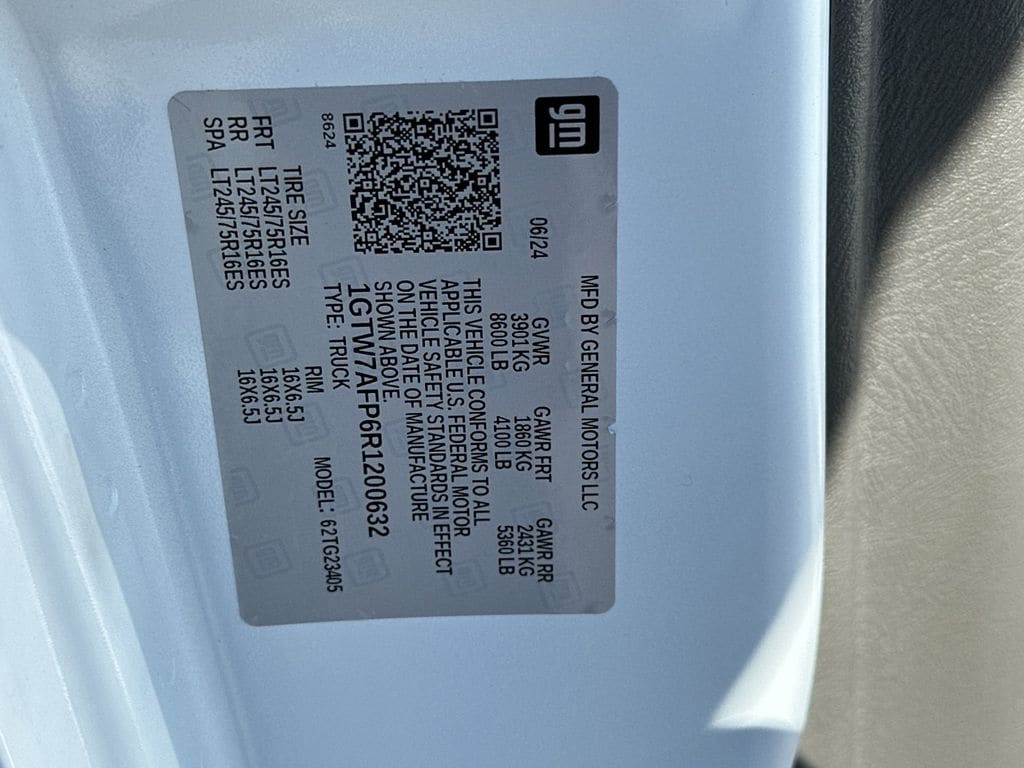 gm
MFD BY GENERAL MOTORS LLC
06/24 GVWR GAWR FRT GAWR RR
3901 KG 1860 KG 2431 KG
8600 LB 4100 LB 5360 LB
THIS VEHICLE CONFORMS TO ALL
APPLICABLE U.S. FEDERAL MOTOR
VEHICLE SAFETY STANDARDS IN EFFECT
ON THE DATE OF MANUFACTURE
SHOWN ABOVE.
1GTW7AFP6R1200632
TYPE: TRUCK MODEL: 62TG23405
8624
TIRE SIZE RIM
FRT LT245/75R16ES 16X6.5J
RR LT245/75R16ES 16X6.5J
SPA LT245/75R16ES 16X6.5J